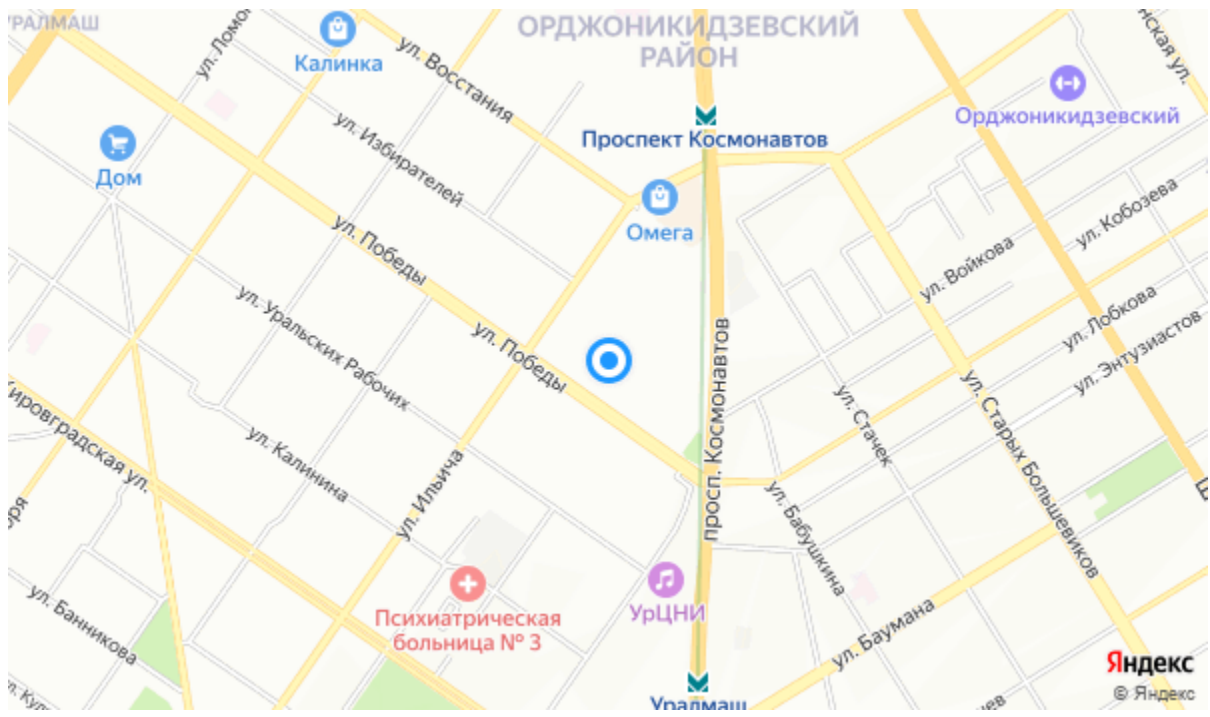 УРАЛМАШ
ул. Ломо
Калинка
ул. Восстания
ОРДЖОНИКИДЗЕВСКИЙ
РАЙОН
нская ул.
Орджоникидзевский
Проспект Космонавтов
ул. Избирателей
Дом
Омега
ул. Кобозева
ул. Войкова
ул. Победы
ул. Лобкова
ул. Уральских Рабочих
ул. Победы
просп. Космонавтов
ул. Энтузиастов
Кировградская ул.
ул. Калинина
ул. Ильича
ул. Стачек
ул. Старых Большевиков
Ш
оря
ул. Бабушкина
ул. Банникова
Психиатрическая
больница № 3
УрЦНИ
ул. Баумана
Яндекс
© Яндекс
Уралмаш